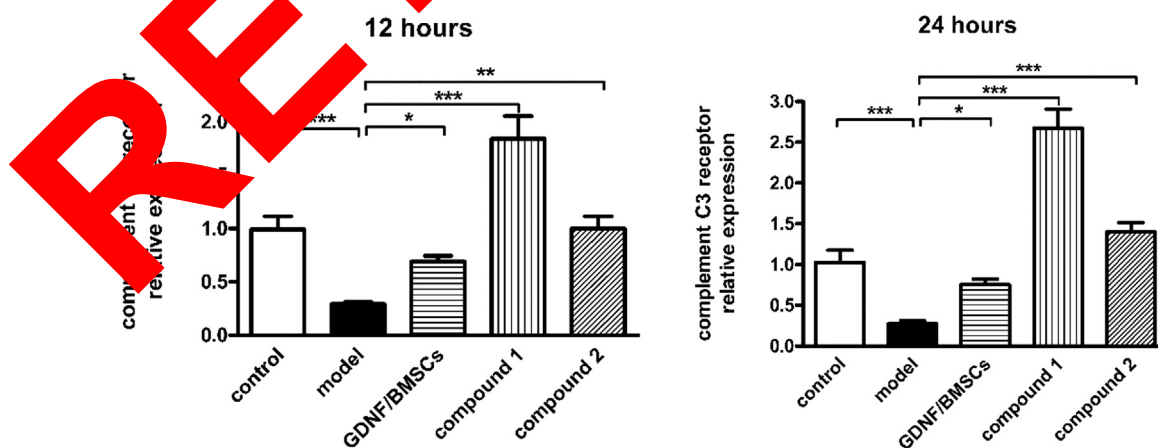 12 hours
RE
complement recepor
relative expression
2.0
1.0
0.5
0.0
***
*
***
**
control
model
GDNF/BMSCs
compound 1
compound 2
24 hours
complement C3 receptor
relative expression
3.0
2.5
2.0
1.5
1.0
0.5
0.0
***
*
***
***
control
model
GDNF/BMSCs
compound 1
compound 2